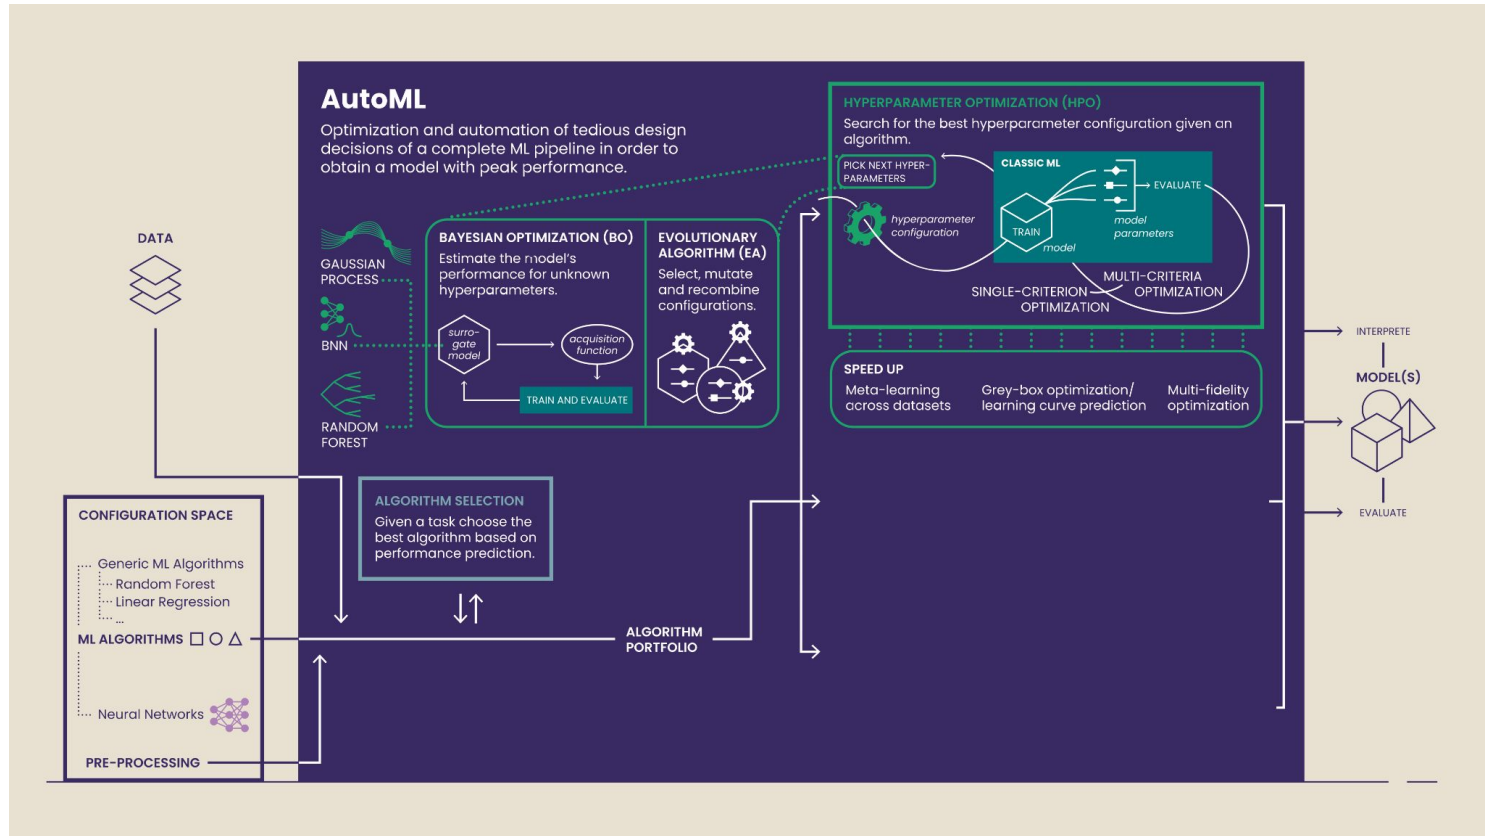 AutoML
Optimization and automation of tedious design
decisions of a complete ML pipeline in order to
obtain a model with peak performance.
DATA
GAUSSIAN
PROCESS
BNN
RANDOM
FOREST
BAYESIAN OPTIMIZATION (BO)
Estimate the model's
performance for unknown
hyperparameters.
surro-
gate
model
acquisition
function
TRAIN AND EVALUATE
EVOLUTIONARY
ALGORITHM (EA)
Select, mutate
and recombine
configurations.
HYPERPARAMETER OPTIMIZATION (HPO)
Search for the best hyperparameter configuration given an
algorithm.
PICK NEXT HYPER-
PARAMETERS
hyperparameter
configuration
CLASSIC ML
TRAIN
model
EVALUATE
model
parameters
MULTI-CRITERIA
OPTIMIZATION
SINGLE-CRITERION
OPTIMIZATION
SPEED UP
Meta-learning
across datasets
Grey-box optimization/
learning curve prediction
Multi-fidelity
optimization
INTERPRETE
MODEL(S)
EVALUATE
ALGORITHM SELECTION
Given a task choose the
best algorithm based on
performance prediction.
ALGORITHM
PORTFOLIO
CONFIGURATION SPACE
Generic ML Algorithms
Random Forest
Linear Regression
...
ML ALGORITHMS
Neural Networks
PRE-PROCESSING